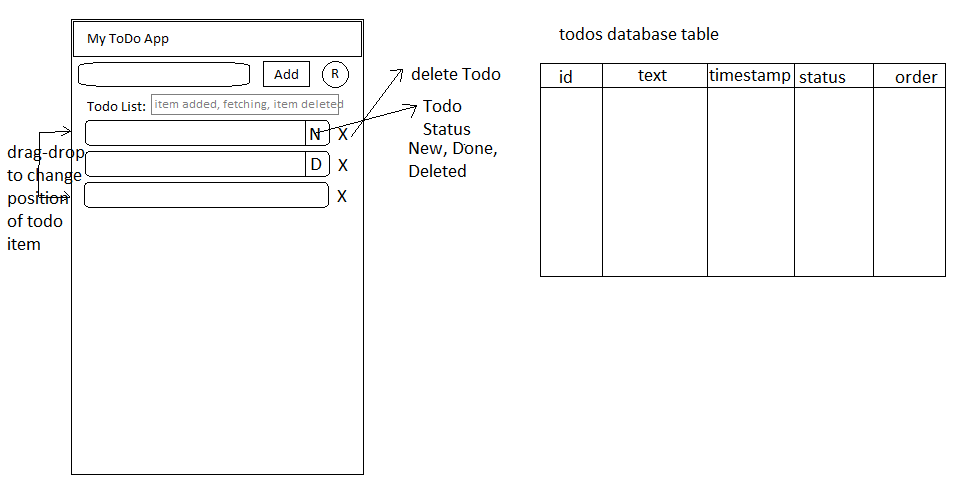 My ToDo App
Add
R
Todo List:
item added, fetching, item deleted
N
X
D
X
X
drag-drop
to change
position
of todo
item
delete Todo
Todo
Status
New, Done,
Deleted
todos database table
id
text
timestamp
status
order